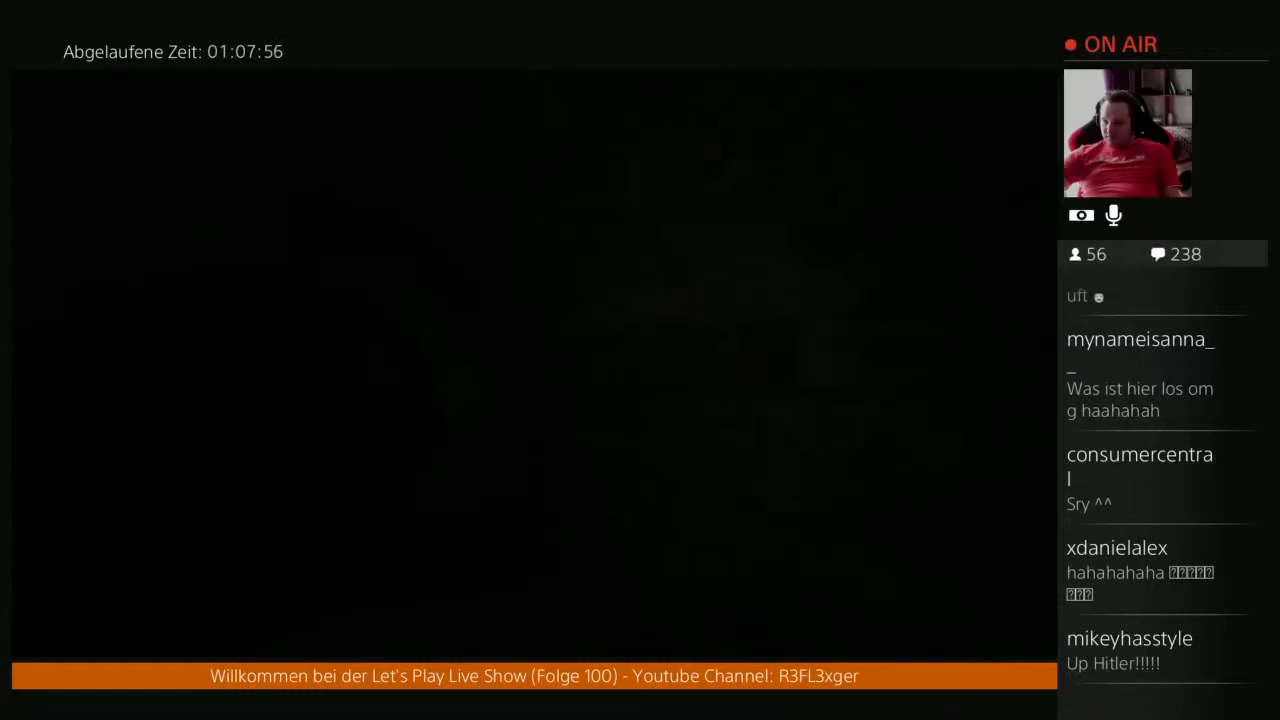 Abgelaufene Zeit: 01:07:56
ON AIR
56 238
uft
mynameisanna_
_
Was ist hier los om
g haahahah
consumercentra
l
Sry ^^
xdanielalex
hahahahaha
mikeyhasstyle
Up Hitler!!!!!
Willkommen bei der Let's Play Live Show (Folge 100) - Youtube Channel: R3FL3xger